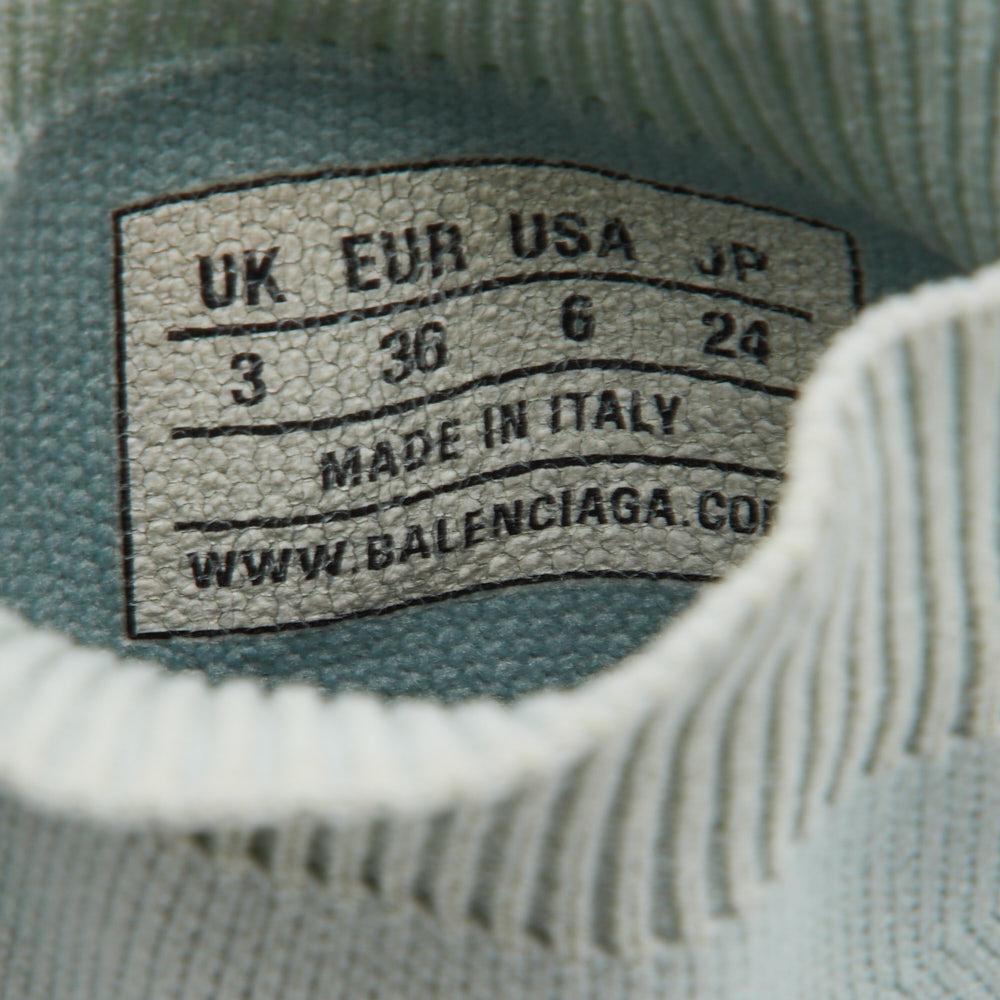 UK EUR USA JP
3 36 6 24
MADE IN ITALY
WWW.BALENCIAGA.CO